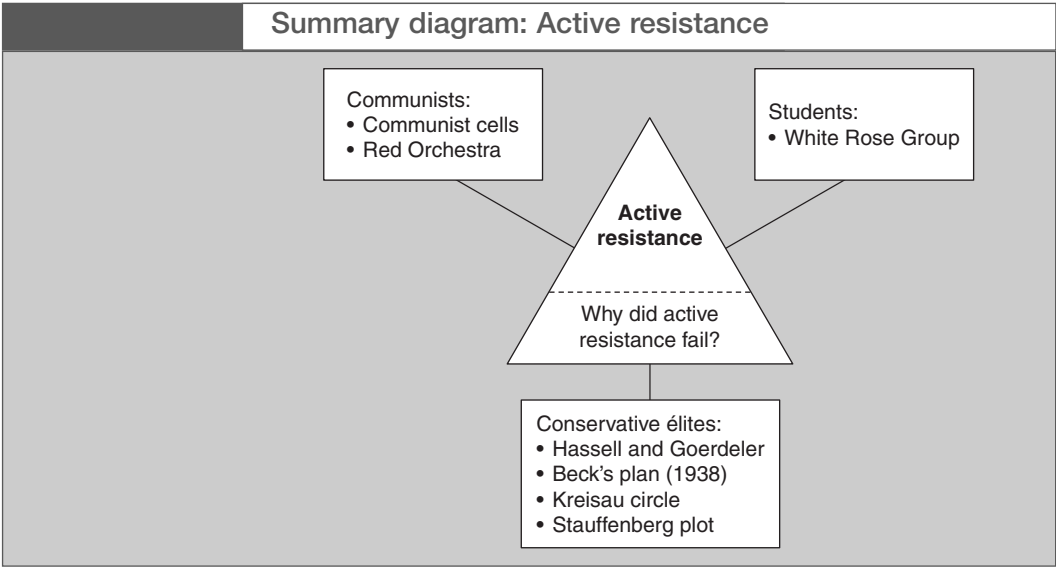 Summary diagram: Active resistance
Communists:
• Communist cells
• Red Orchestra
Students:
• White Rose Group
Active
resistance
Why did active
resistance fail?
Conservative élites:
• Hassell and Goerdeler
• Beck's plan (1938)
• Kreisau circle
• Stauffenberg plot